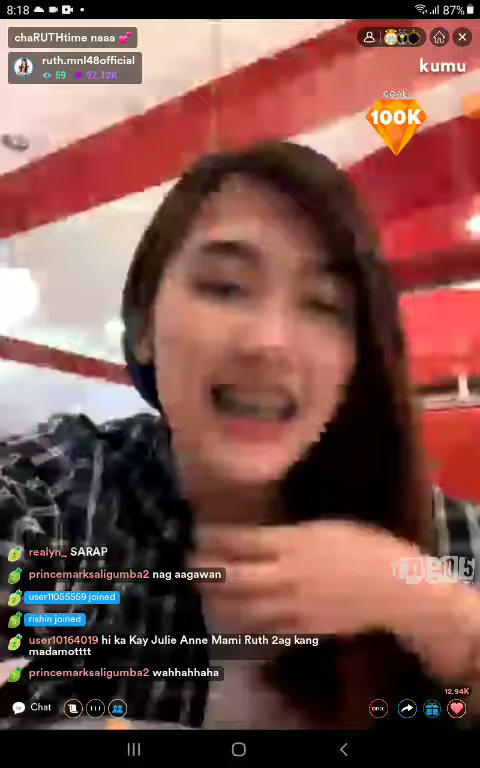 8:18
87%
chaRUTHtime naaa 💕
ruth.mnl48official
59 92.12K
kumu
GOAL
100K
realyn_ SARAP
princemarksaligumba2 nag aagawan
user11055559 joined
rishin joined
user10164019 hi ka Kay Julie Anne Mami Ruth 2ag kang
madamotttt
princemarksaligumba2 wahhahhaha
12.94K
Chat